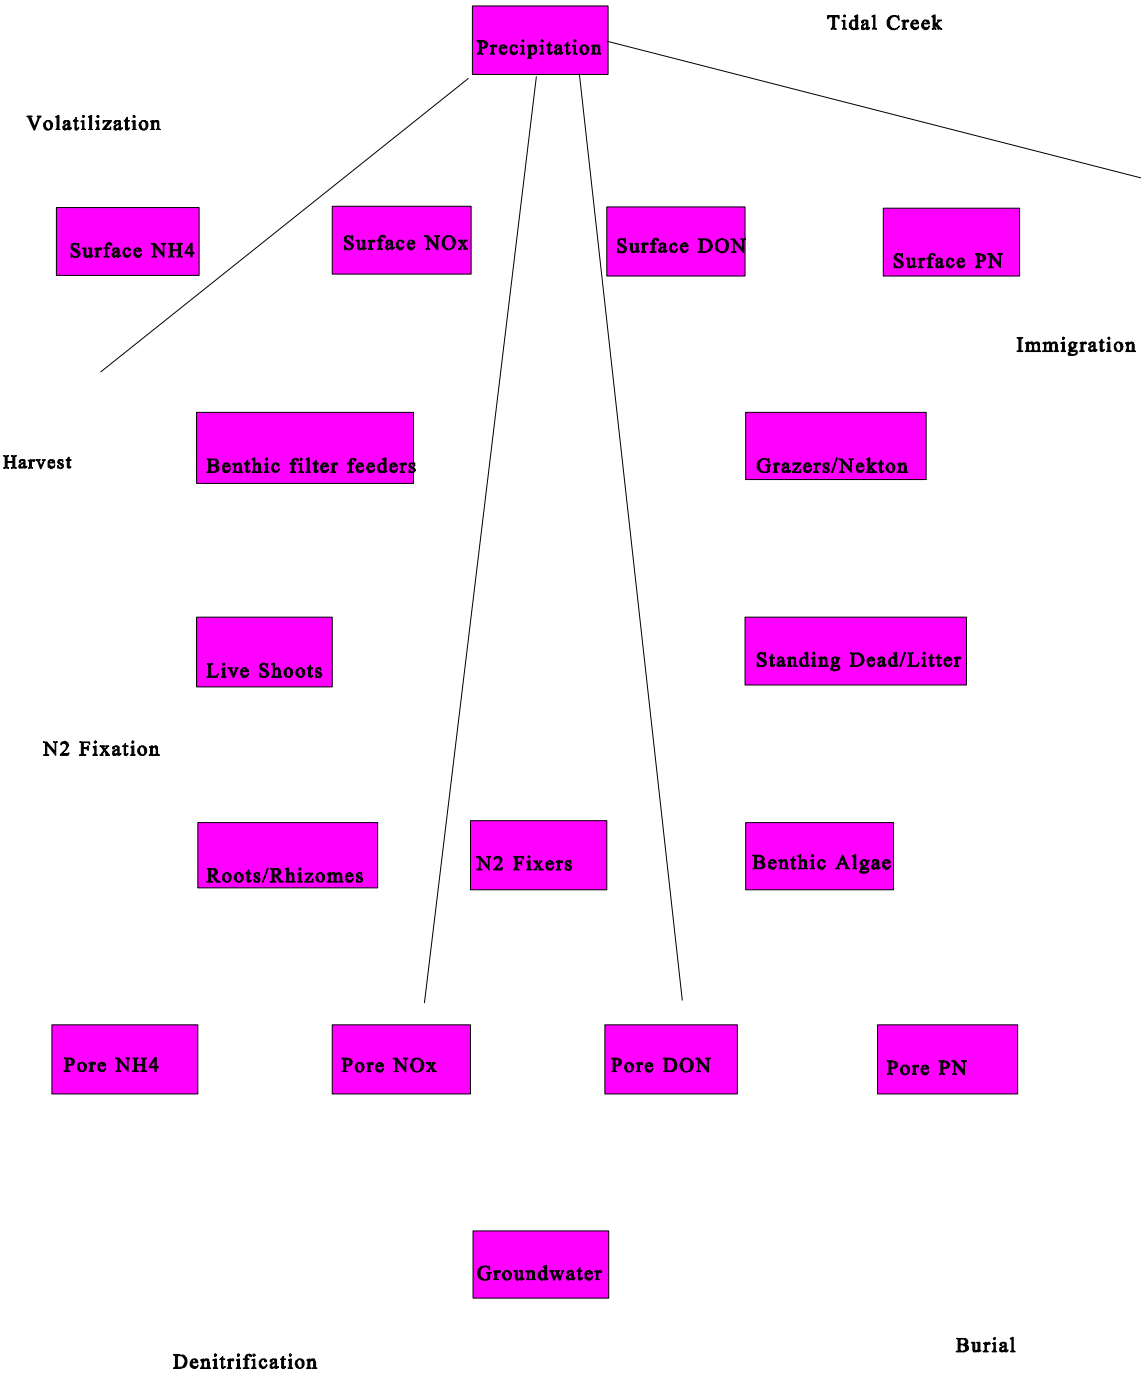 Tidal Creek
Precipitation
Volatilization
Surface NH4
Surface NOx
Surface DON
Surface PN
Immigration
Harvest
Benthic filter feeders
Grazers/Nekton
Live Shoots
Standing Dead/Litter
N2 Fixation
Roots/Rhizomes
N2 Fixers
Benthic Algae
Pore NH4
Pore NOx
Pore DON
Pore PN
Groundwater
Burial
Denitrification